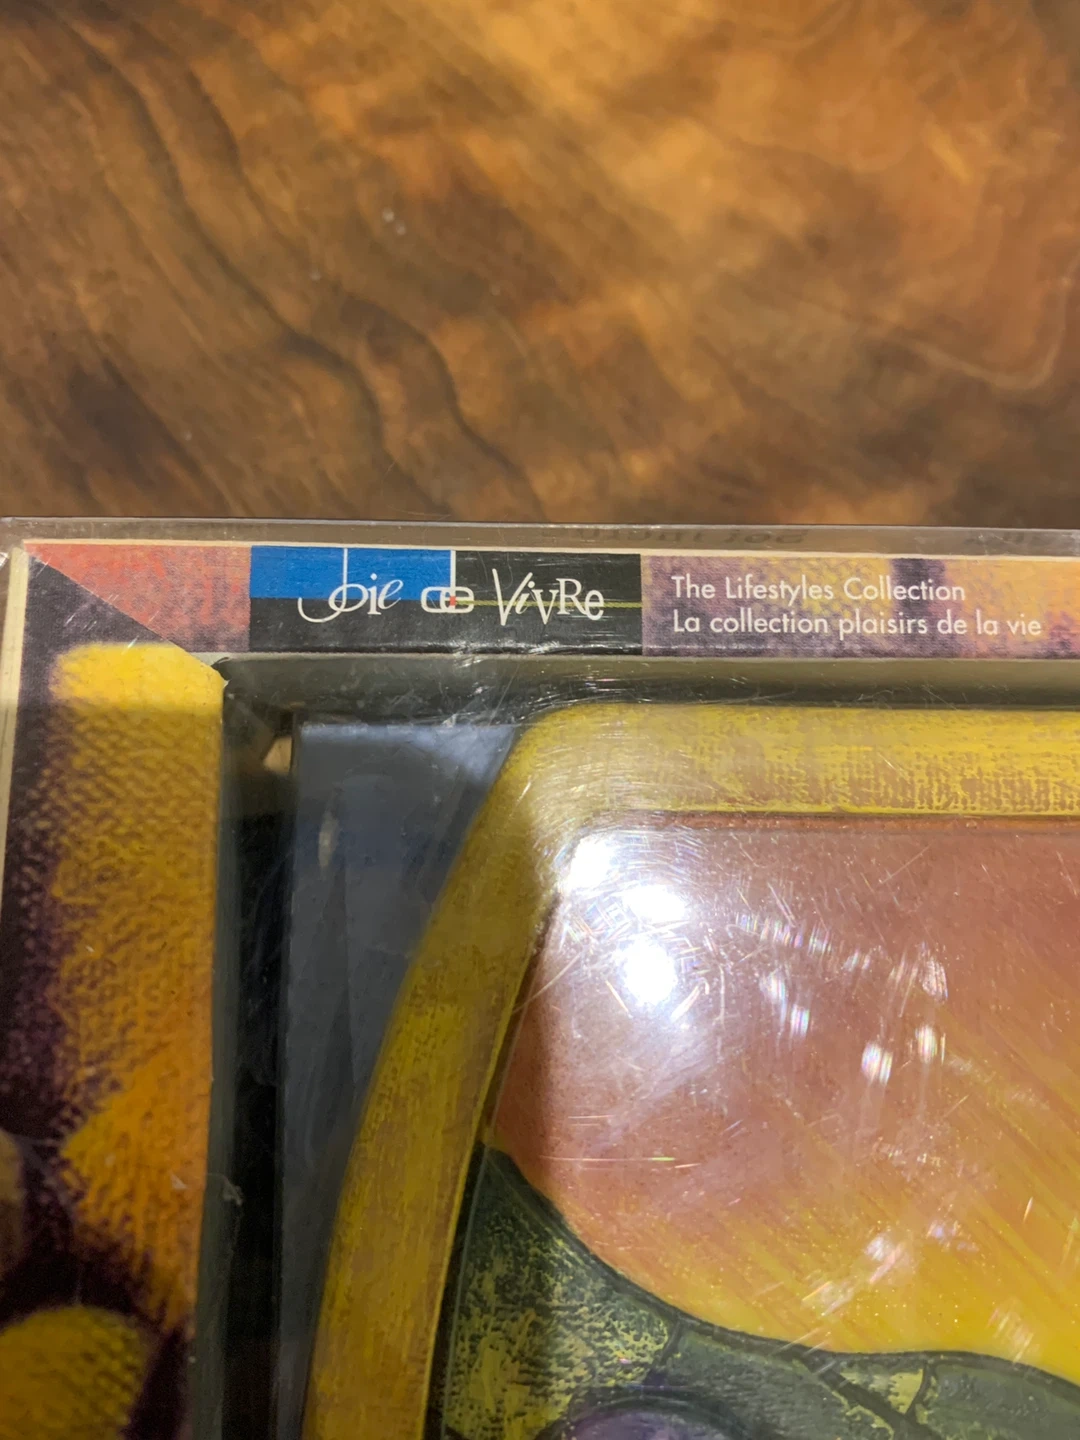 Joie de Vivre
The Lifestyles Collection
La collection plaisirs de la vie